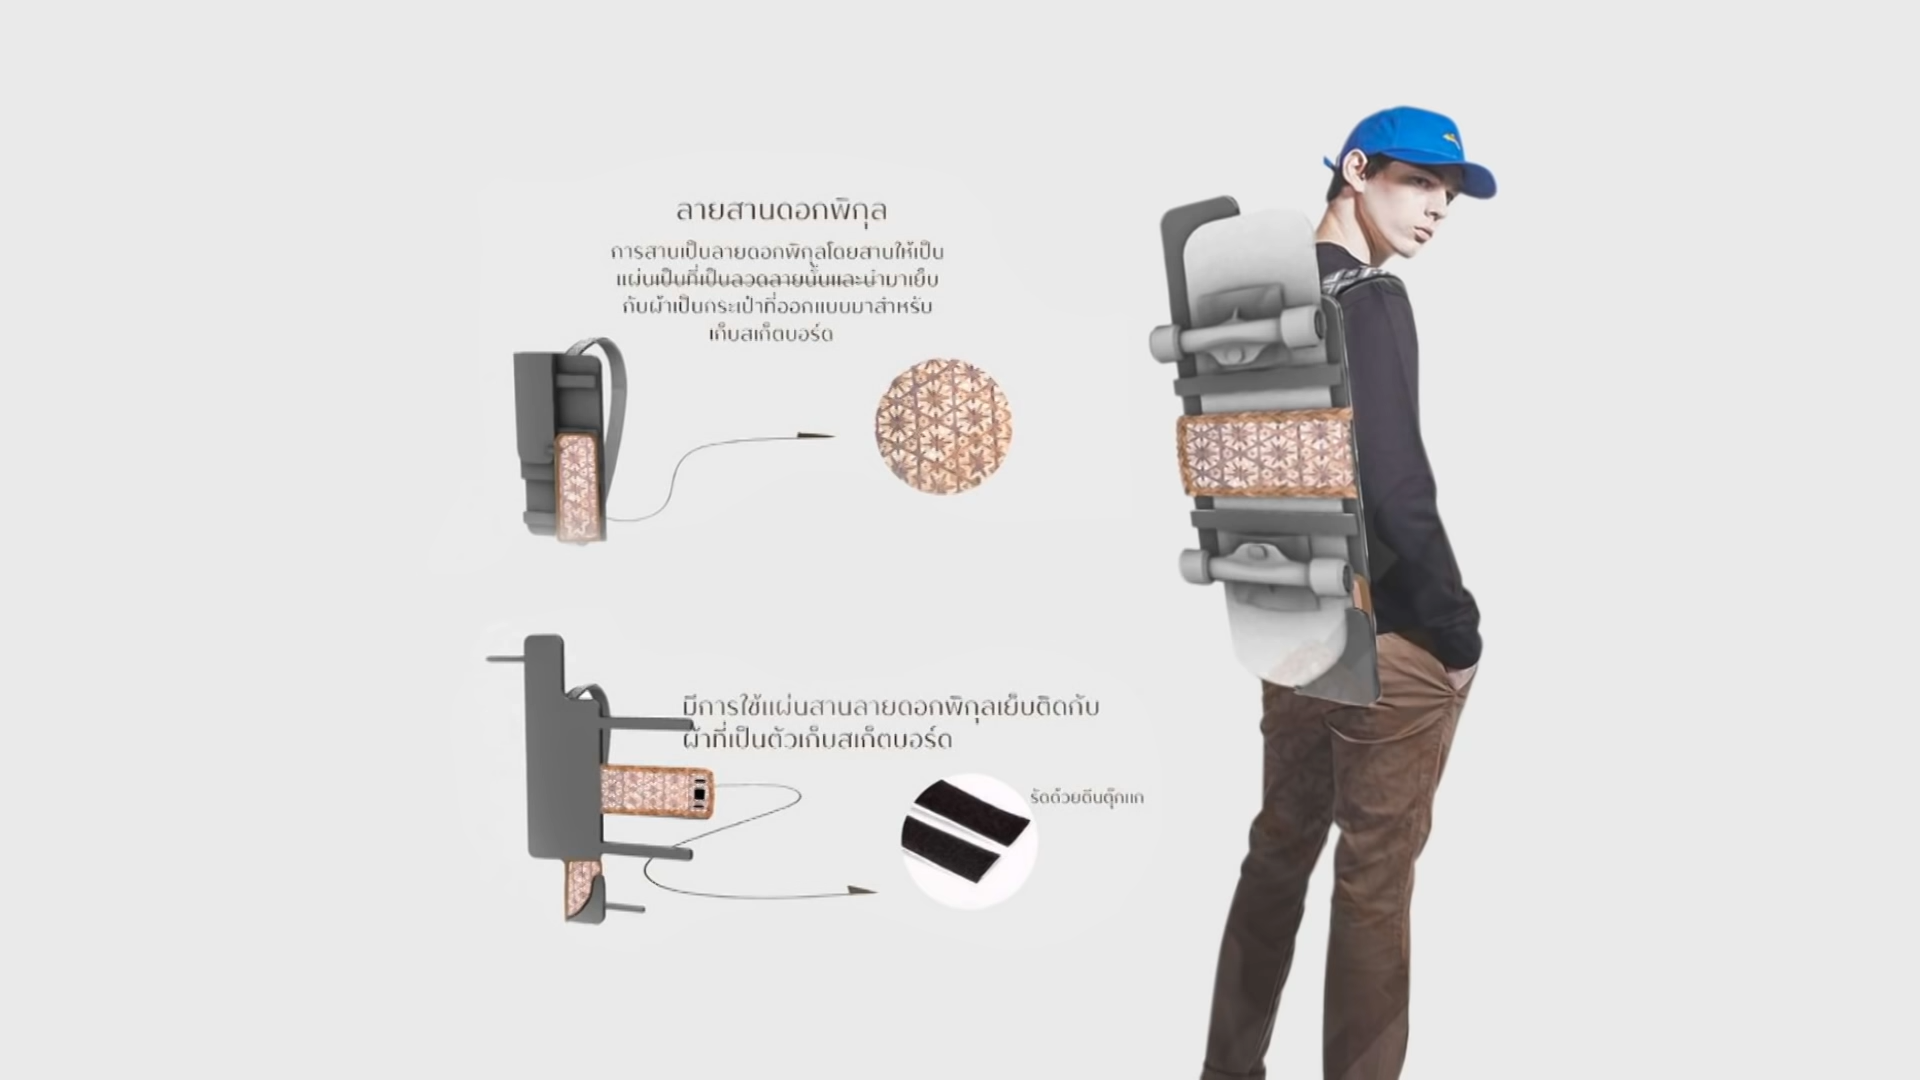 ลายสานดอกพิกุล
การสานเป็นลายดอกพิกุลโดยสานให้เป็น
แผ่นเป็นที่เป็นลวดลายนั้นและนำมาเย็บ
กับผ้าเป็นกระเป๋าที่ออกแบบมาสำหรับ
เก็บสเก็ตบอร์ด
มีการใช้แผ่นสานลายดอกพิกุลเย็บติดกับ
ผ้าที่เป็นตัวเก็บสเก็ตบอร์ด
รัดด้วยตีนตุ๊กแก